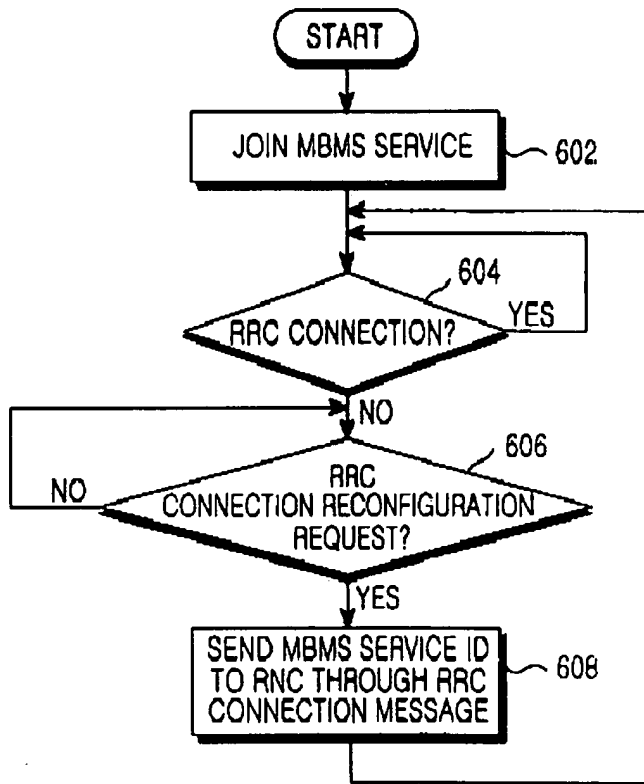 START
JOIN MBMS SERVICE
602
604
RRC CONNECTION?
YES
NO
606
NO
RRC
CONNECTION RECONFIGURATION
REQUEST?
YES
SEND MBMS SERVICE ID
TO RNC THROUGH RRC
CONNECTION MESSAGE
608